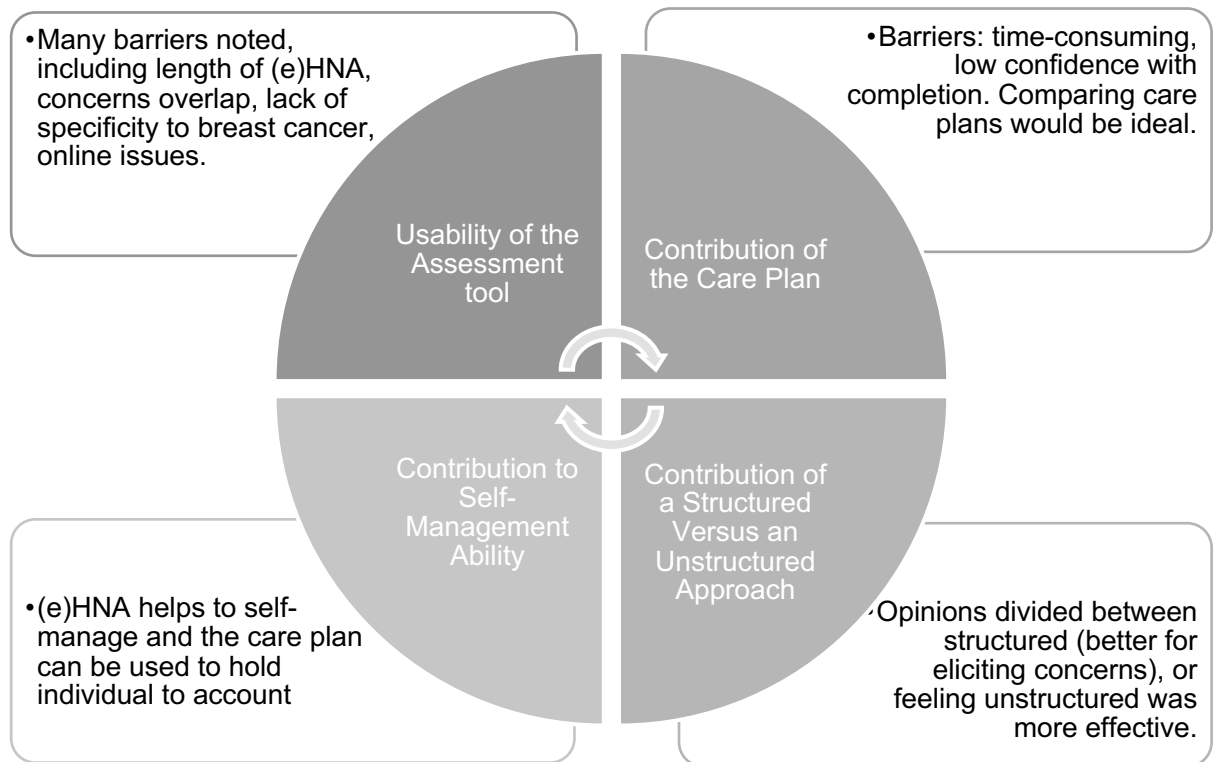 •Many barriers noted,
including length of (e)HNA,
concerns overlap, lack of
specificity to breast cancer,
online issues.
•Barriers: time-consuming,
low confidence with
completion. Comparing care
plans would be ideal.
Usability of the
Assessment
tool
Contribution of
the Care Plan
Contribution to
Self-
Management
Ability
Contribution of
a Structured
Versus an
Unstructured
Approach
•(e)HNA helps to self-
manage and the care plan
can be used to hold
individual to account
•Opinions divided between
structured (better for
eliciting concerns), or
feeling unstructured was
more effective.